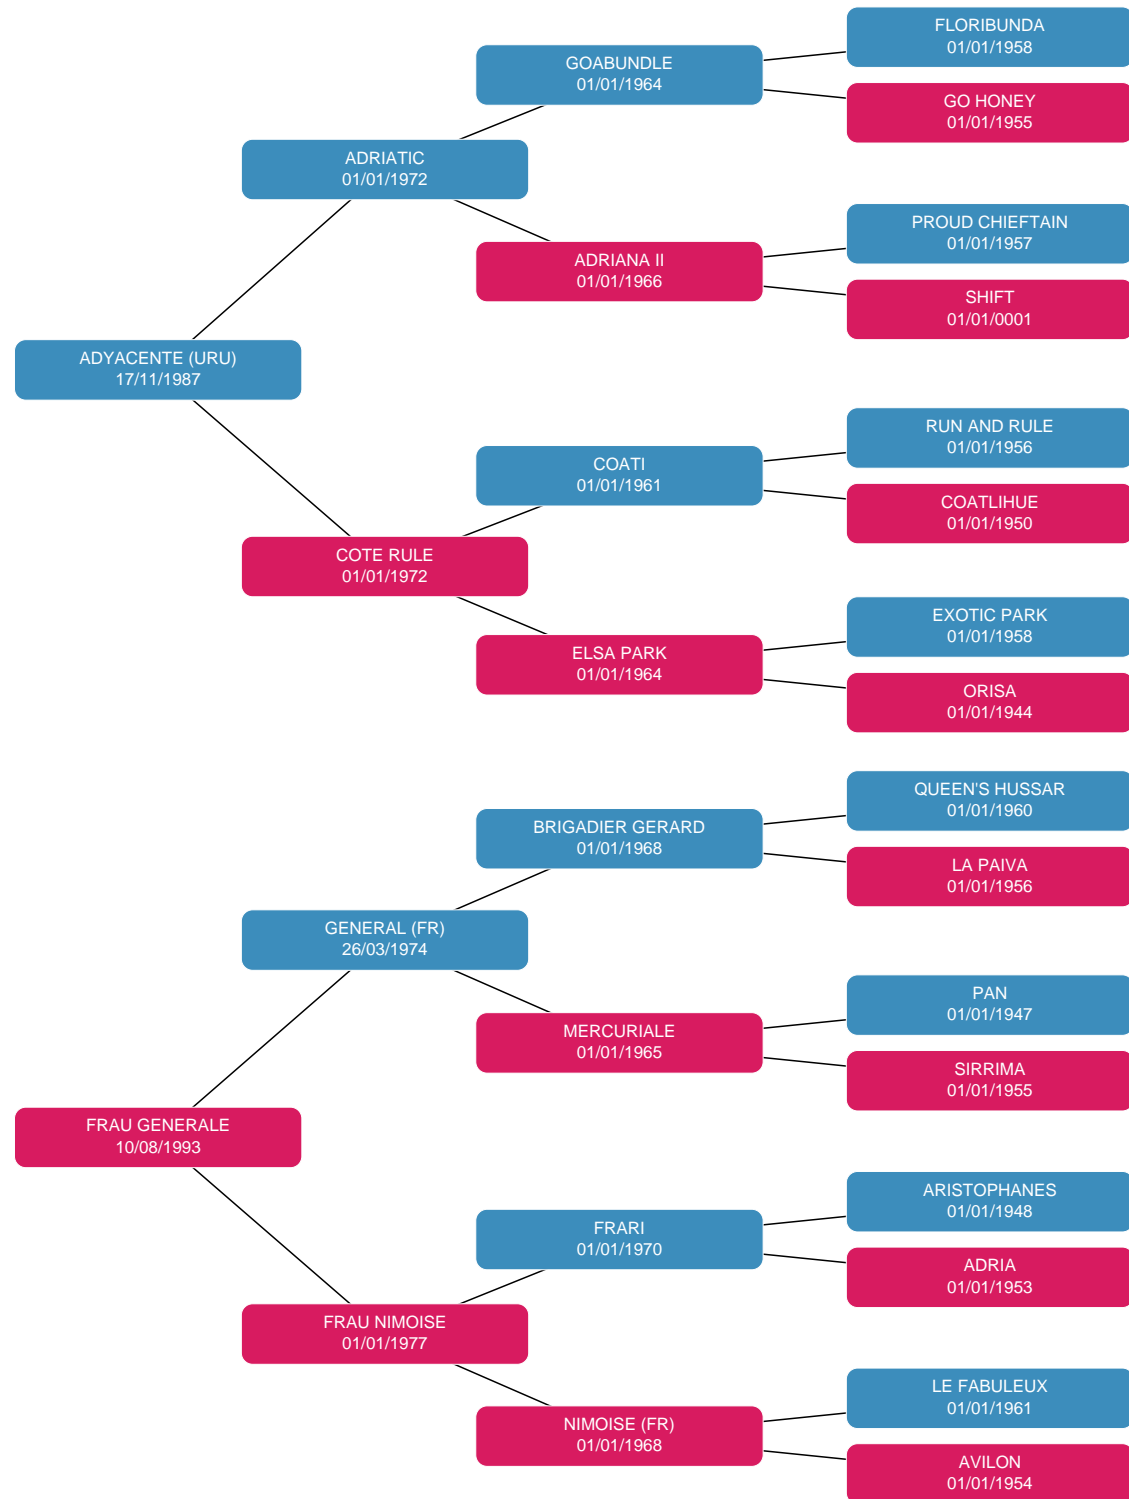 FLORIBUNDA
01/01/1958
GOABUNDLE
01/01/1964
GO HONEY
01/01/1955
ADRIATIC
01/01/1972
PROUD CHIEFTAIN
01/01/1957
ADRIANA II
01/01/1966
SHIFT
01/01/0001
ADYACENTE (URU)
17/11/1987
RUN AND RULE
01/01/1956
COATI
01/01/1961
COATLIHUE
01/01/1950
COTE RULE
01/01/1972
EXOTIC PARK
01/01/1958
ELSA PARK
01/01/1964
ORISA
01/01/1944
QUEEN'S HUSSAR
01/01/1960
BRIGADIER GERARD
01/01/1968
LA PAIVA
01/01/1956
GENERAL (FR)
26/03/1974
PAN
01/01/1947
MERCURIALE
01/01/1965
SIRRIMA
01/01/1955
FRAU GENERALE
10/08/1993
ARISTOPHANES
01/01/1948
FRARI
01/01/1970
ADRIA
01/01/1953
FRAU NIMOISE
01/01/1977
LE FABULEUX
01/01/1961
NIMOISE (FR)
01/01/1968
AVILON
01/01/1954